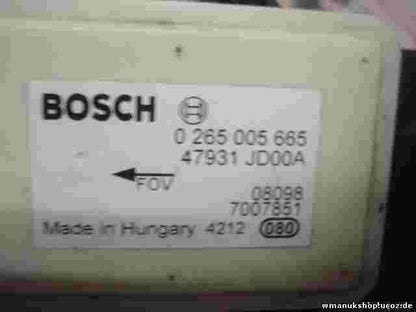 BOSCH
0 265 005 665
47931 JD00A
FOV
08098
7007851
Made in Hungary 4212 080